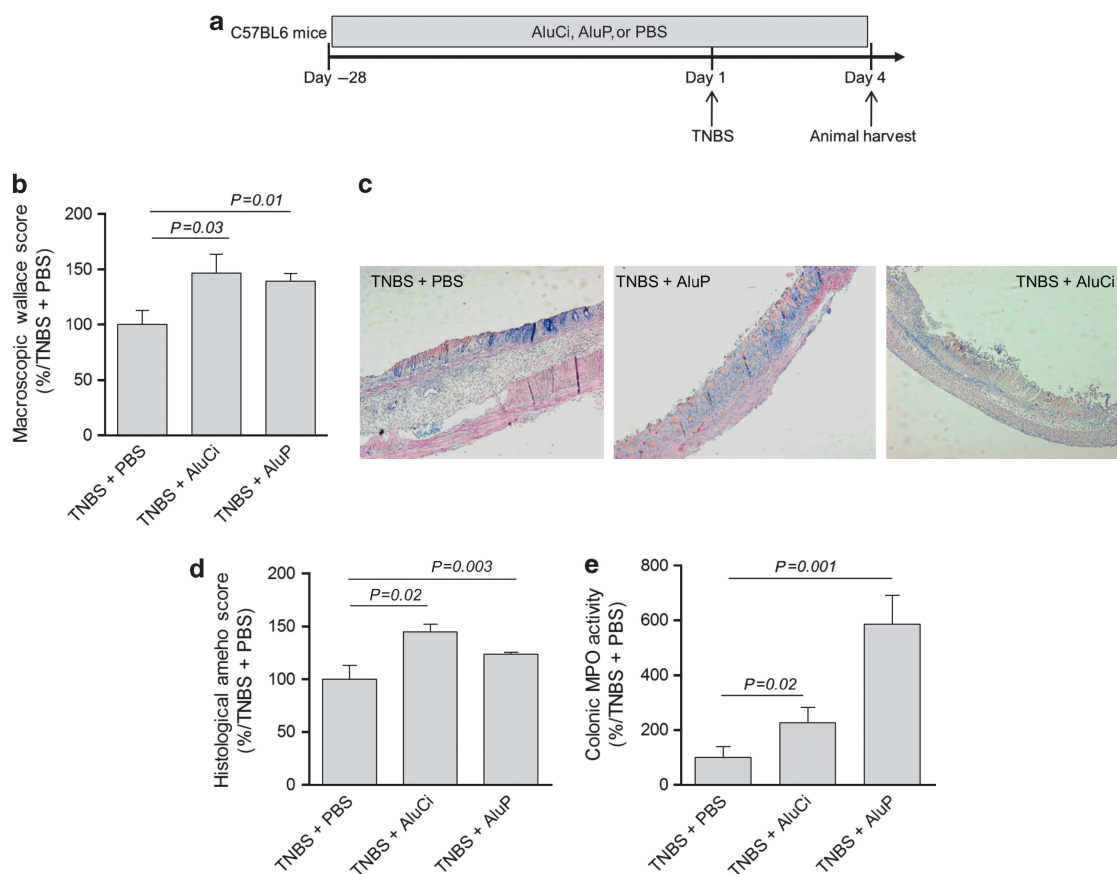 a
C57BL6 mice
AluCi, AluP, or PBS
Day –28
Day 1
Day 4
TNBS
Animal harvest
b
Macroscopic wallace score
(%/TNBS + PBS)
200
150
100
50
0
P=0.01
P=0.03
TNBS + PBS
TNBS + AluCi
TNBS + AluP
c
TNBS + PBS
TNBS + AluP
TNBS + AluCi
d
Histological ameho score
(%/TNBS + PBS)
200
150
100
50
0
P=0.003
P=0.02
TNBS + PBS
TNBS + AluCi
TNBS + AluP
e
Colonic MPO activity
(%/TNBS + PBS)
800
600
400
200
0
P=0.001
P=0.02
TNBS + PBS
TNBS + AluCi
TNBS + AluP